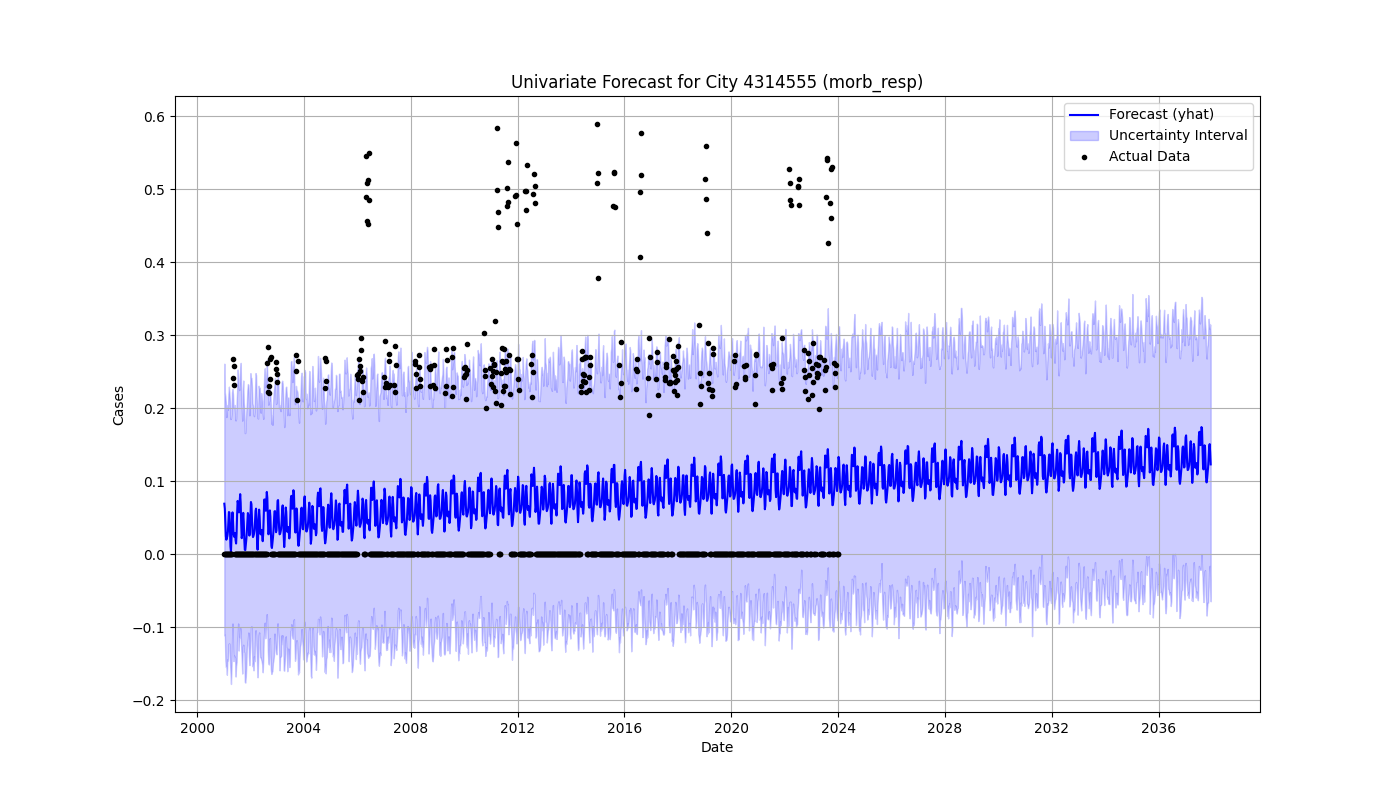 Univariate Forecast for City 4314555 (morb_resp)
Forecast (yhat)
Uncertainty Interval
Actual Data
Cases
0.6
0.5
0.4
0.3
0.2
0.1
0.0
−0.1
−0.2
2000 2004 2008 2012 2016 2020 2024 2028 2032 2036
Date